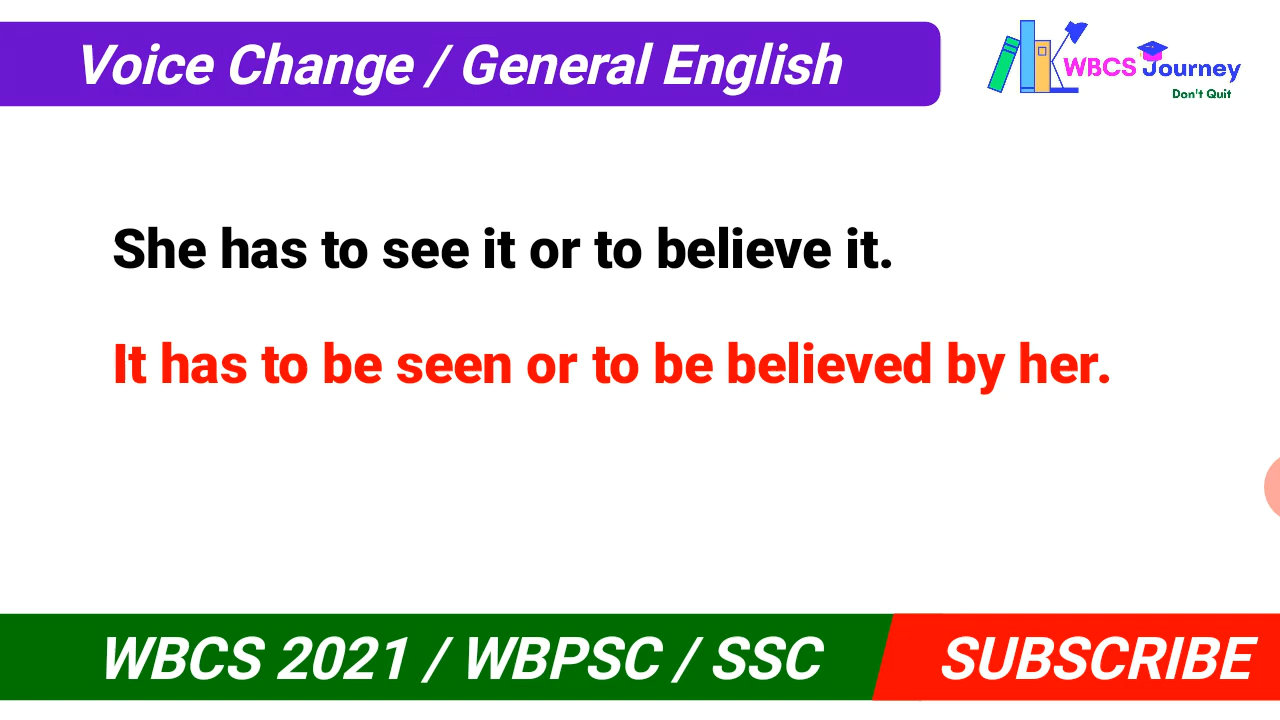 Voice Change / General English
WBCS Journey
Don't Quit
She has to see it or to believe it.
It has to be seen or to be believed by her.
WBCS 2021 / WBPSC / SSC
SUBSCRIBE